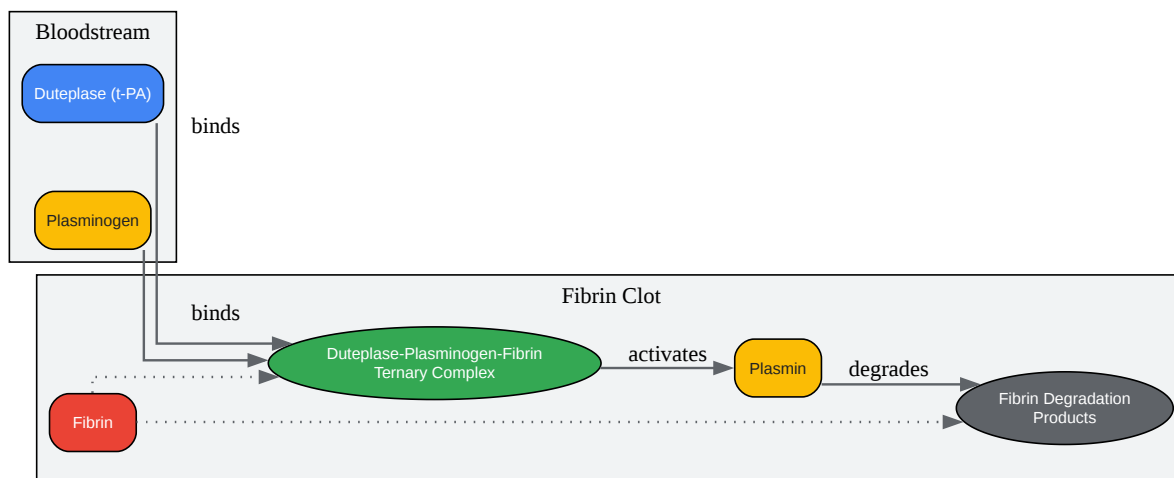 Bloodstream
Duteplase (t-PA)
binds
Plasminogen
Fibrin Clot
binds
Duteplase-Plasminogen-Fibrin
Ternary Complex
activates
Plasmin
degrades
Fibrin Degradation
Products
Fibrin